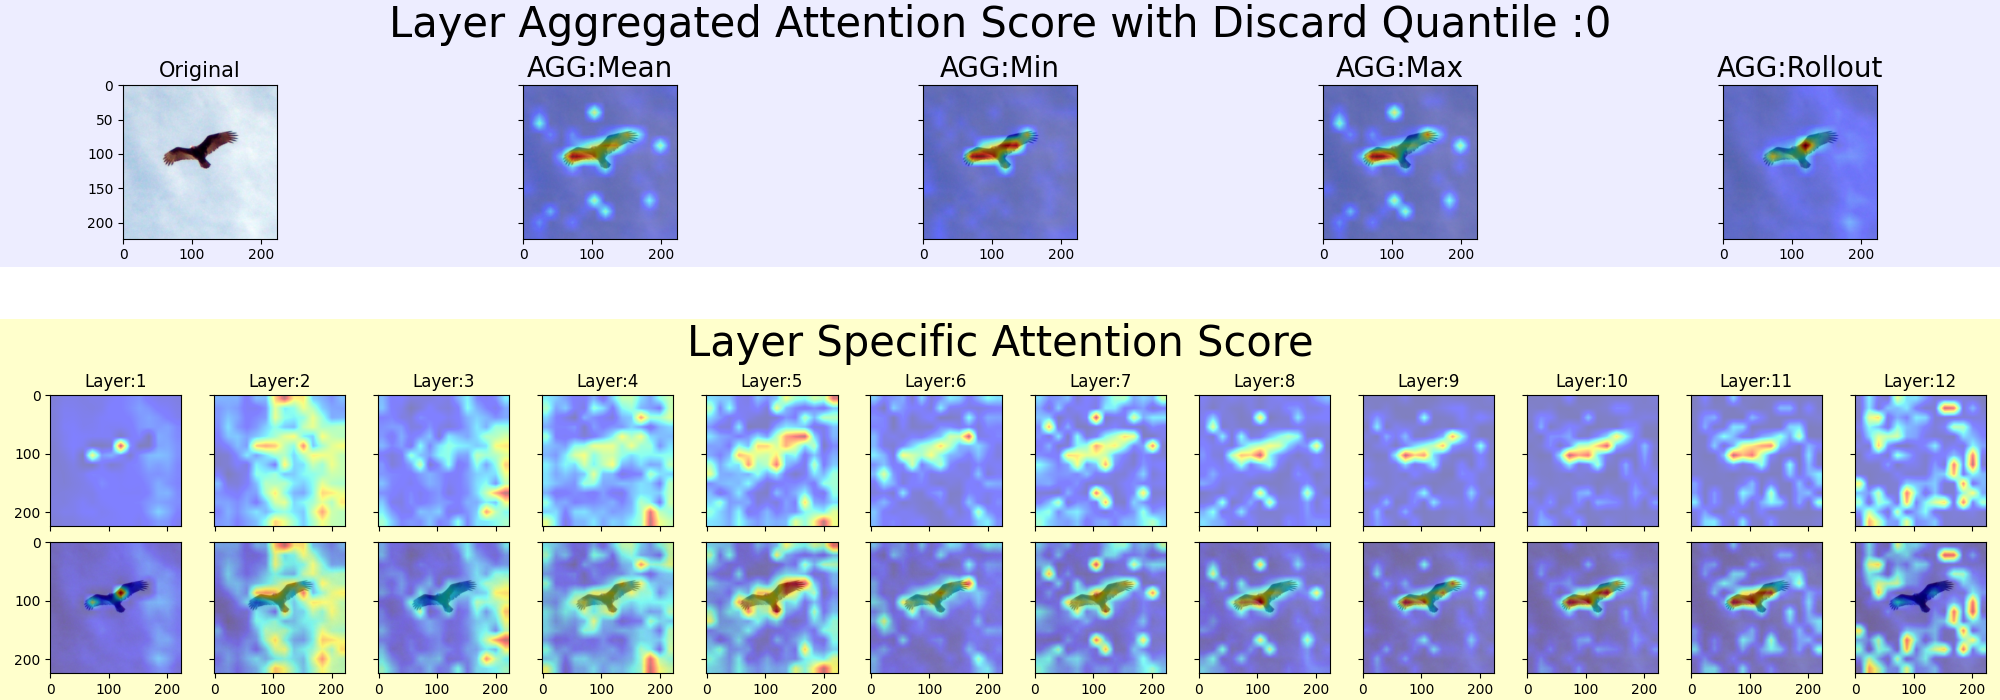 Layer Aggregated Attention Score with Discard Quantile :0
Original AGG:Mean AGG:Min AGG:Max AGG:Rollout
0
50
100
150
200
0 100 200 0 100 200 0 100 200 0 100 200 0 100 200
Layer Specific Attention Score
Layer:1 Layer:2 Layer:3 Layer:4 Layer:5 Layer:6 Layer:7 Layer:8 Layer:9 Layer:10 Layer:11 Layer:12
0
100
200
0
100
200
0 100 200 0 100 200 0 100 200 0 100 200 0 100 200 0 100 200 0 100 200 0 100 200 0 100 200 0 100 200 0 100 200 0 100 200